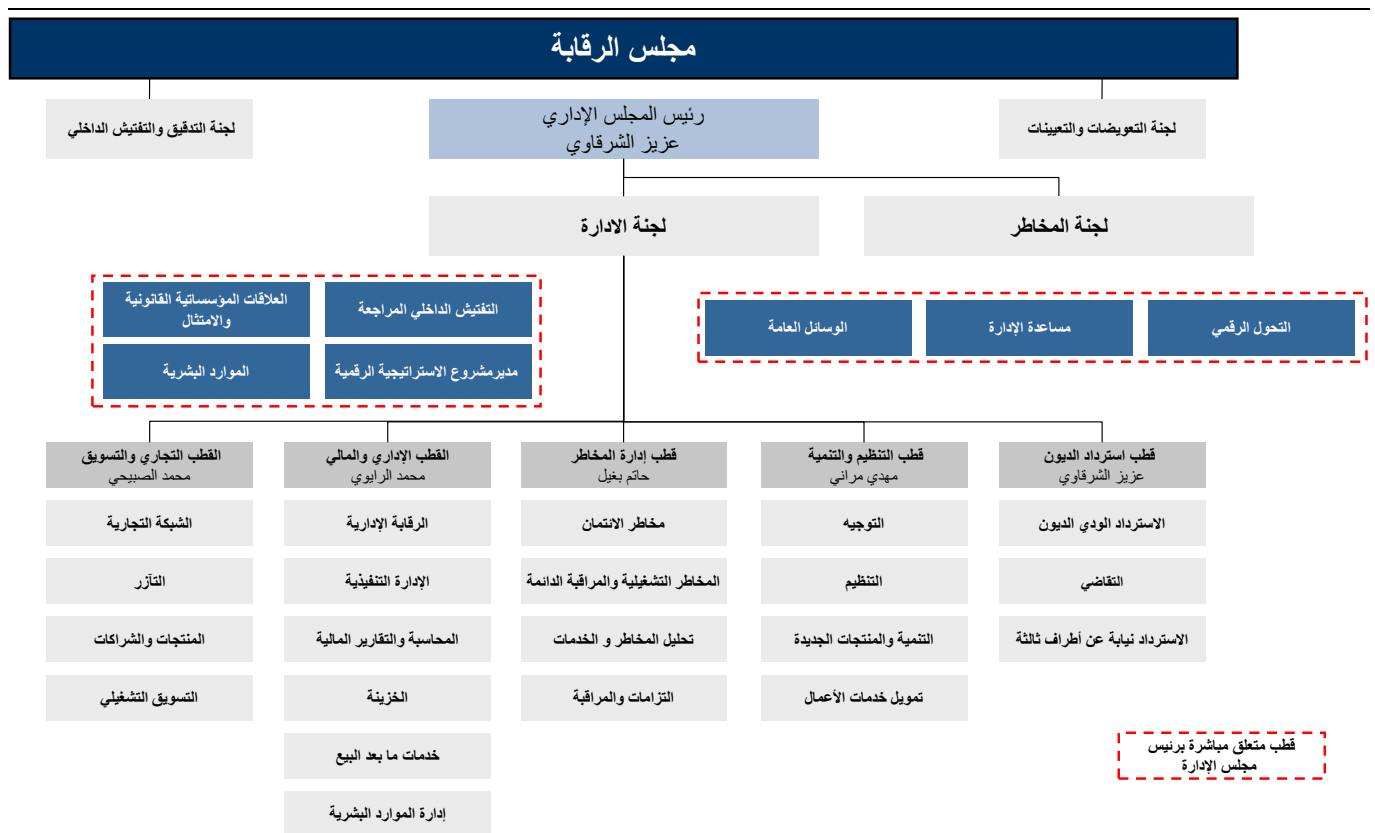 مجلس الرقابة
لجنة التعويضات والتعيينات
رئيس المجلس الإداري
عزيز الشرقاوي
لجنة التدقيق والتفتيش الداخلي
لجنة المخاطر
لجنة الادارة
التحول الرقمي
مساعدة الإدارة
الوسائل العامة
التفتيش الداخلي المراجعة
العلاقات المؤسساتية القانونية
والامتثال
مديرمشروع الاستراتيجية الرقمية
الموارد البشرية
قطب استرداد الديون
عزيز الشرقاوي
الاسترداد الودي الديون
التقاضي
الاسترداد نيابة عن أطراف ثالثة
قطب التنظيم والتنمية
مهدي مراني
التوجيه
التنظيم
التنمية والمنتجات الجديدة
تمويل خدمات الأعمال
قطب إدارة المخاطر
حاتم بغيل
مخاطر الائتمان
المخاطر التشغيلية والمراقبة الدائمة
تحليل المخاطر و الخدمات
التزامات والمراقبة
القطب الإداري والمالي
محمد الرايوي
الرقابة الإدارية
الإدارة التنفيذية
المحاسبة والتقارير المالية
الخزينة
خدمات ما بعد البيع
إدارة الموارد البشرية
القطب التجاري والتسويق
محمد الصبيحي
الشبكة التجارية
التآزر
المنتجات والشراكات
التسويق التشغيلي
قطب متعلق مباشرة برئيس
مجلس الإدارة